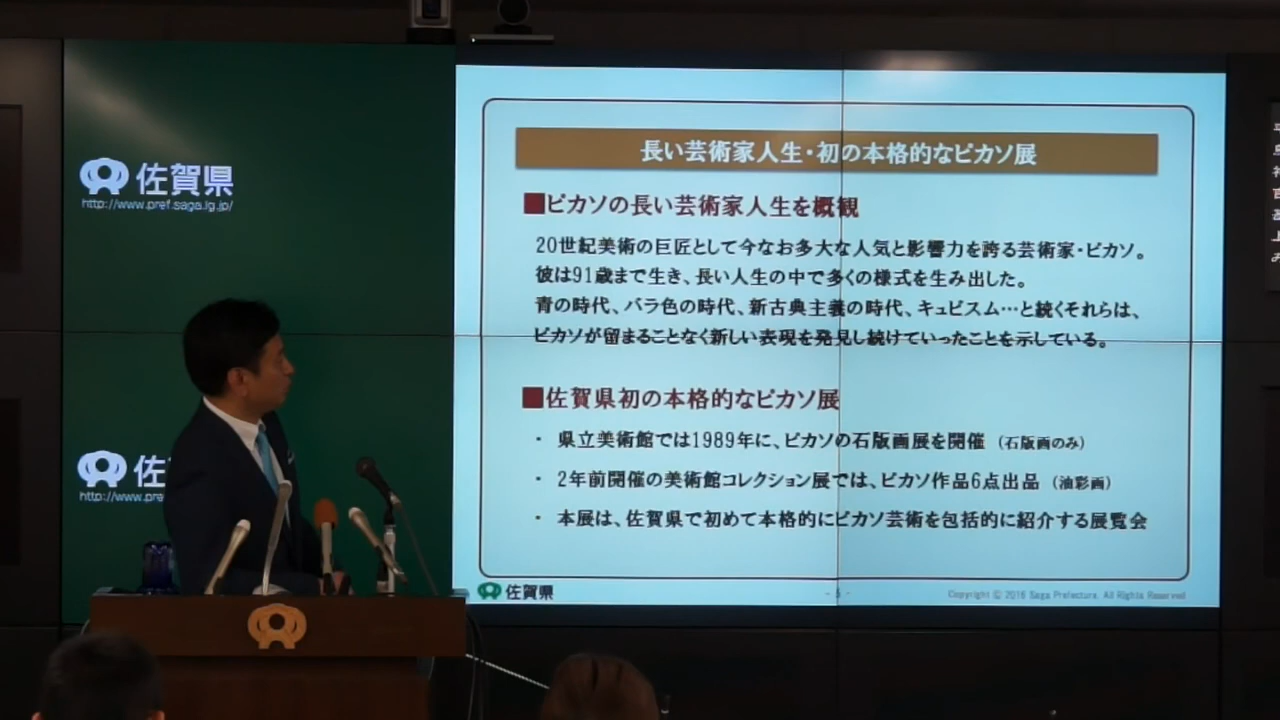 佐賀県
http://www.pref.saga.lg.jp/
佐
http://www.pre
長い芸術家人生・初の本格的なピカソ展
■ピカソの長い芸術家人生を概観
20世紀美術の巨匠として今なお多大な人気と影響力を誇る芸術家・ピカソ。
彼は91歳まで生き、長い人生の中で多くの様式を生み出した。
青の時代、バラ色の時代、新古典主義の時代、キュビスム…と続くそれらは、
ピカソが留まることなく新しい表現を発見し続けていったことを示している。
■佐賀県初の本格的なピカソ展
・ 県立美術館では1989年に、ピカソの石版画展を開催 (石版画のみ)
・ 2年前開催の美術館コレクション展では、ピカソ作品6点出品 (油彩画)
・ 本展は、佐賀県で初めて本格的にピカソ芸術を包括的に紹介する展覧会
佐賀県
Copyright © 2016 Saga Prefecture. All Rights Reserved